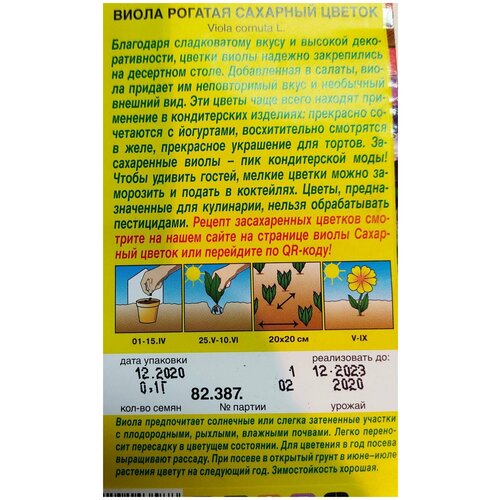 ВИОЛА РОГАТАЯ САХАРНЫЙ ЦВЕТОК
Viola cornuta L.
Благодаря сладковатому вкусу и высокой деко-
ративности, цветки виолы надежно закрепились
на десертном столе. Добавленная в салаты, вио-
ла придает им неповторимый вкус и необычный
внешний вид. Эти цветы чаще всего находят при-
менение в кондитерских изделиях: прекрасно со-
четаются с йогуртами, восхитительно смотрятся
в желе, прекрасное украшение для тортов. За-
сахаренные виолы – пик кондитерской моды!
Чтобы удивить гостей, мелкие цветки можно за-
морозить и подать в коктейлях. Цветы, предна-
значенные для кулинарии, нельзя обрабатывать
пестицидами. Рецепт засахаренных цветков смо-
трите на нашем сайте на странице виолы Сахар-
ный цветок или перейдите по QR-коду!
01-15.IV 25.V-10.VI 20x20 см V-IX
дата упаковки реализовать до:
12.2020 1 12-2023
0,1Г 82.387. 02 2020
кол-во семян № партии урожай
Виола предпочитает солнечные или слегка затененные участки
с плодородными, рыхлыми, влажными почвами. Легко перено-
сит пересадку в цветущем состоянии. Для цветения в год посева
выращивают рассаду. При посеве в открытый грунт в июне–июле
растения цветут на следующий год. Зимостойкость хорошая.